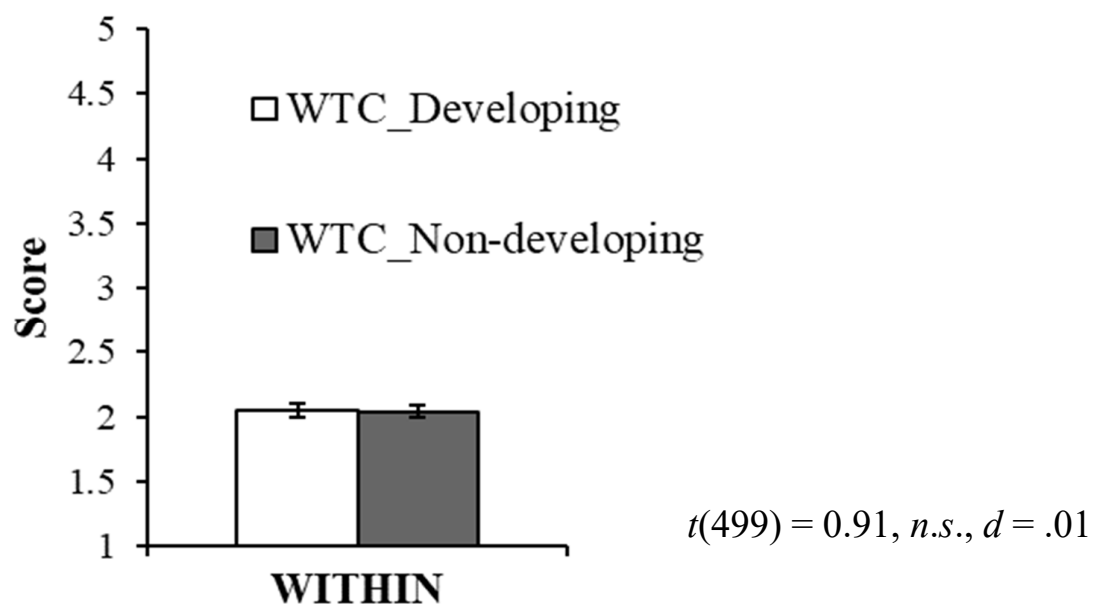 5
4.5
4
3.5
3
2.5
2
1.5
1
Score
WTC_Developing
WTC_Non-developing
WITHIN
t(499) = 0.91, n.s., d = .01